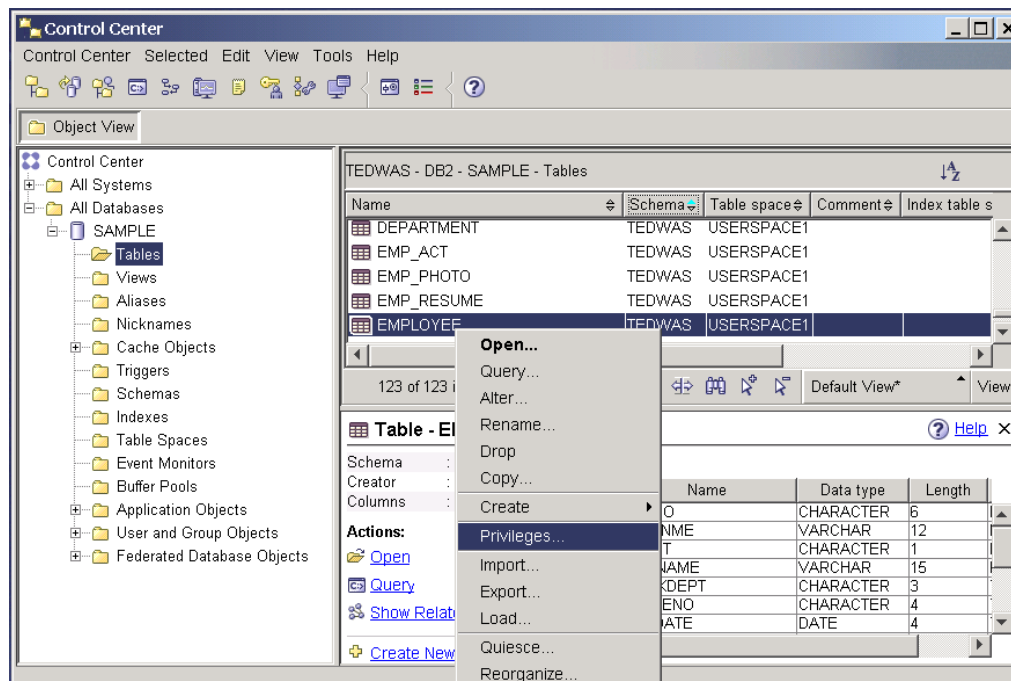 Control Center
Control Center Selected Edit View Tools Help
Object View
Control Center
All Systems
All Databases
SAMPLE
Tables
Views
Aliases
Nicknames
Cache Objects
Triggers
Schemas
Indexes
Table Spaces
Event Monitors
Buffer Pools
Application Objects
User and Group Objects
Federated Database Objects
TEDWAS - DB2 - SAMPLE - Tables
Name Schema Table space Comment Index table s
DEPARTMENT TEDWAS USERSPACE1
EMP_ACT TEDWAS USERSPACE1
EMP_PHOTO TEDWAS USERSPACE1
EMP_RESUME TEDWAS USERSPACE1
EMPLOYEE TEDWAS USERSPACE1
123 of 123 i
Default View* View
Open...
Query...
Alter...
Rename...
Drop
Copy...
Create
Privileges...
Import...
Export...
Load...
Quiesce...
Reorganize...
Table - E
Help
Schema :
Creator :
Columns :
Actions:
Open
Query
Show Relat
Create New
Name Data type Length
O CHARACTER 6
NME VARCHAR 12
T CHARACTER 1
NAME VARCHAR 15
KDEPT CHARACTER 3
ENO CHARACTER 4
ATE DATE 4